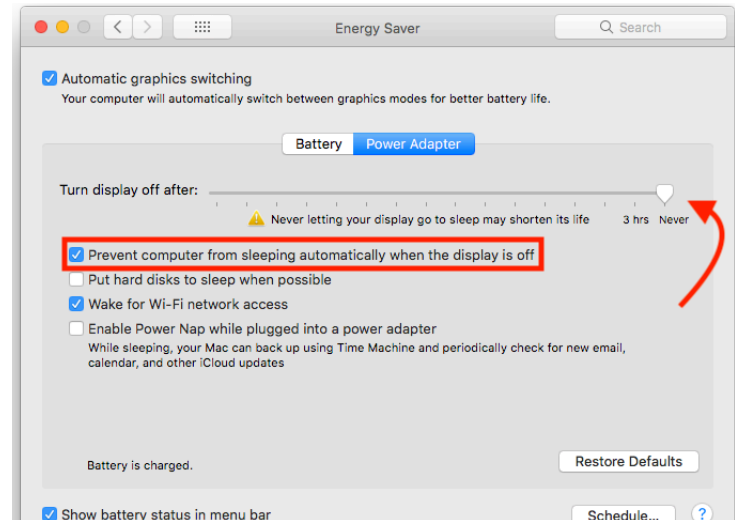 Energy Saver
Search
Automatic graphics switching
Your computer will automatically switch between graphics modes for better battery life.
Battery Power Adapter
Turn display off after:
Never letting your display go to sleep may shorten its life 3 hrs Never
Prevent computer from sleeping automatically when the display is off
Put hard disks to sleep when possible
Wake for Wi-Fi network access
Enable Power Nap while plugged into a power adapter
While sleeping, your Mac can back up using Time Machine and periodically check for new email,
calendar, and other iCloud updates
Battery is charged.
Restore Defaults
Show battery status in menu bar
Schedule...
?